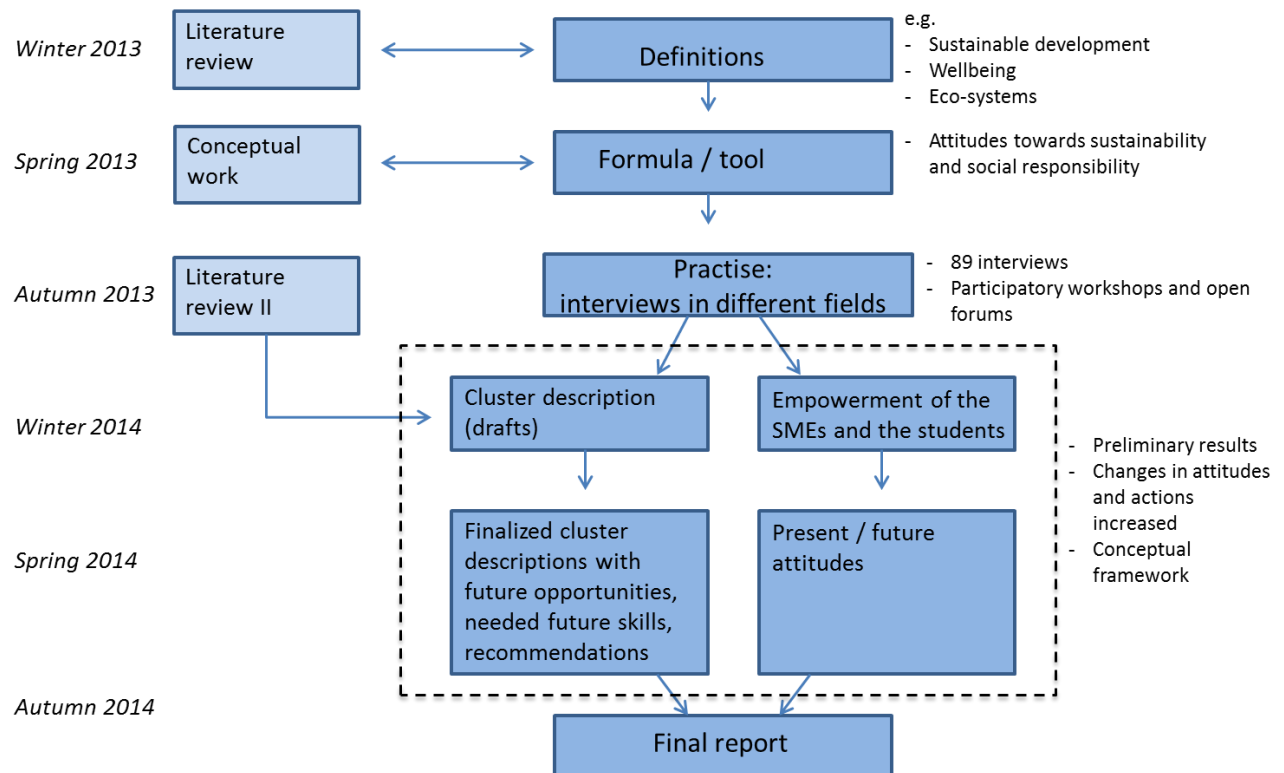 Winter 2013
Literature
review
Definitions
e.g.
- Sustainable development
- Wellbeing
- Eco-systems
Spring 2013
Conceptual
work
Formula / tool
- Attitudes towards sustainability
and social responsibility
Autumn 2013
Literature
review II
Practise:
interviews in different fields
- 89 interviews
- Participatory workshops and open
forums
Winter 2014
Cluster description
(drafts)
Empowerment of the
SMEs and the students
- Preliminary results
- Changes in attitudes
and actions
increased
- Conceptual
framework
Spring 2014
Finalized cluster
descriptions with
future opportunities,
needed future skills,
recommendations
Present / future
attitudes
Autumn 2014
Final report